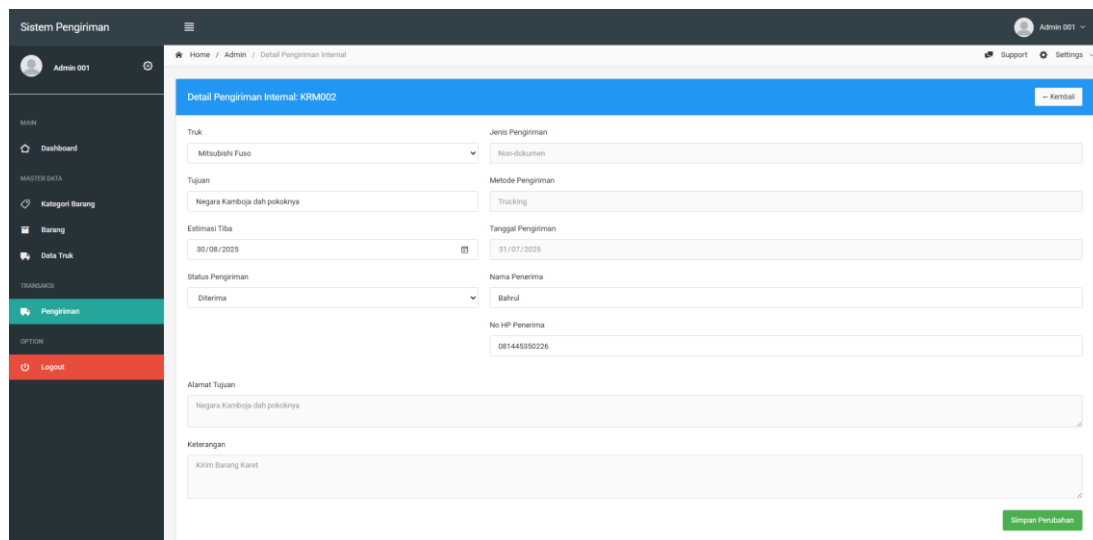 Sistem Pengiriman
Admin 001
Admin 001
Home / Admin / Detail Pengiriman Internal
Support
Settings
MAIN
Dashboard
MASTER DATA
Kategori Barang
Barang
Data Truk
TRANSAKSI
Pengiriman
OPTION
Logout
Detail Pengiriman Internal: KRM002
← Kembali
Truk
Mitsubishi Fuso
Jenis Pengiriman
Non-dokumen
Tujuan
Negara Kamboja dah pokoknya
Metode Pengiriman
Trucking
Estimasi Tiba
30/08/2025
Tanggal Pengiriman
31/07/2025
Status Pengiriman
Diterima
Nama Penerima
Bahrul
No HP Penerima
081445350226
Alamat Tujuan
Negara Kamboja dah pokoknya
Keterangan
Kirim Barang Karet
Simpan Perubahan